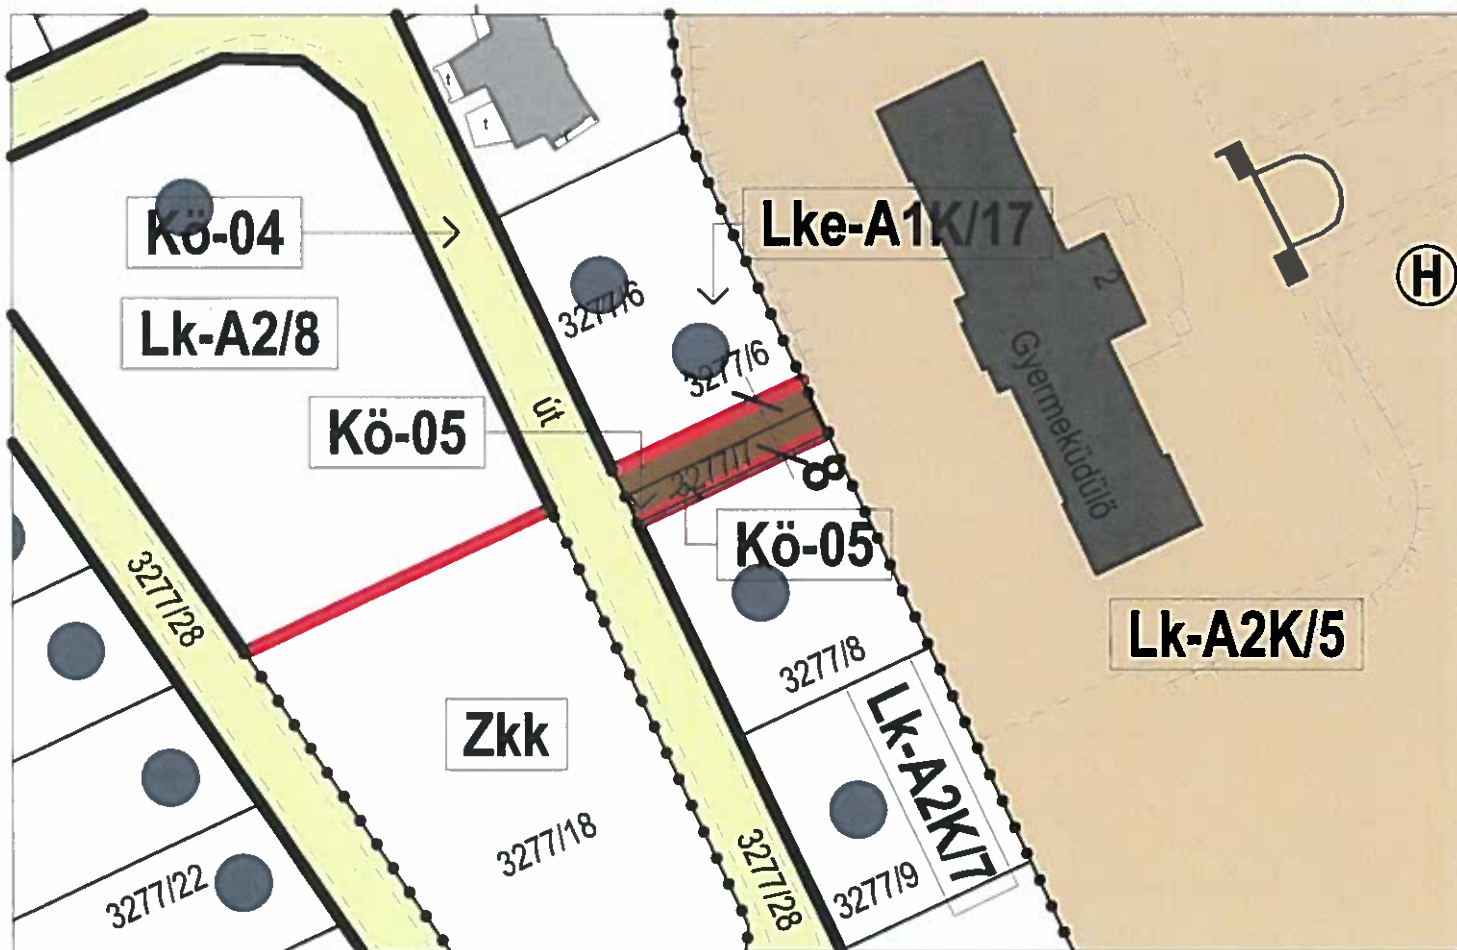 t
t
Kö-04
Lke-A1K/17
H
2
3277/6
Lk-A2/8
3277/6
Gyermeküdülő
út
Kö-05
3277/7
8
Kö-05
3277/28
Lk-A2K/5
3277/8
Zkk
Lk-A2K/7
3277/18
3277/28
3277/22
3277/9